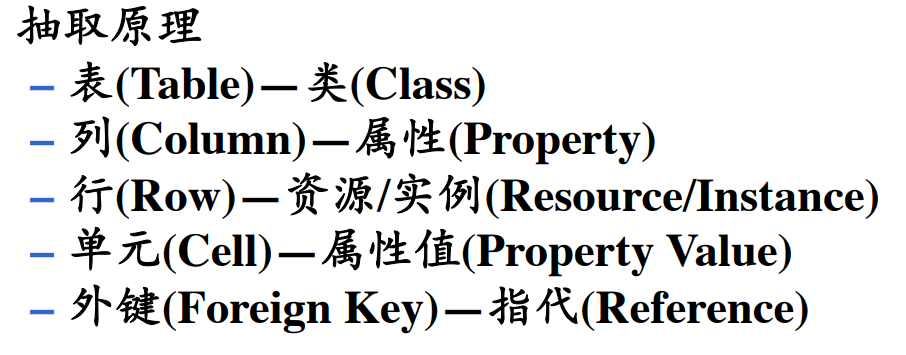 抽取原理
– 表(Table)—类(Class)
– 列(Column)—属性(Property)
– 行(Row)—资源/实例(Resource/Instance)
– 单元(Cell)—属性值(Property Value)
– 外键(Foreign Key)—指代(Reference)